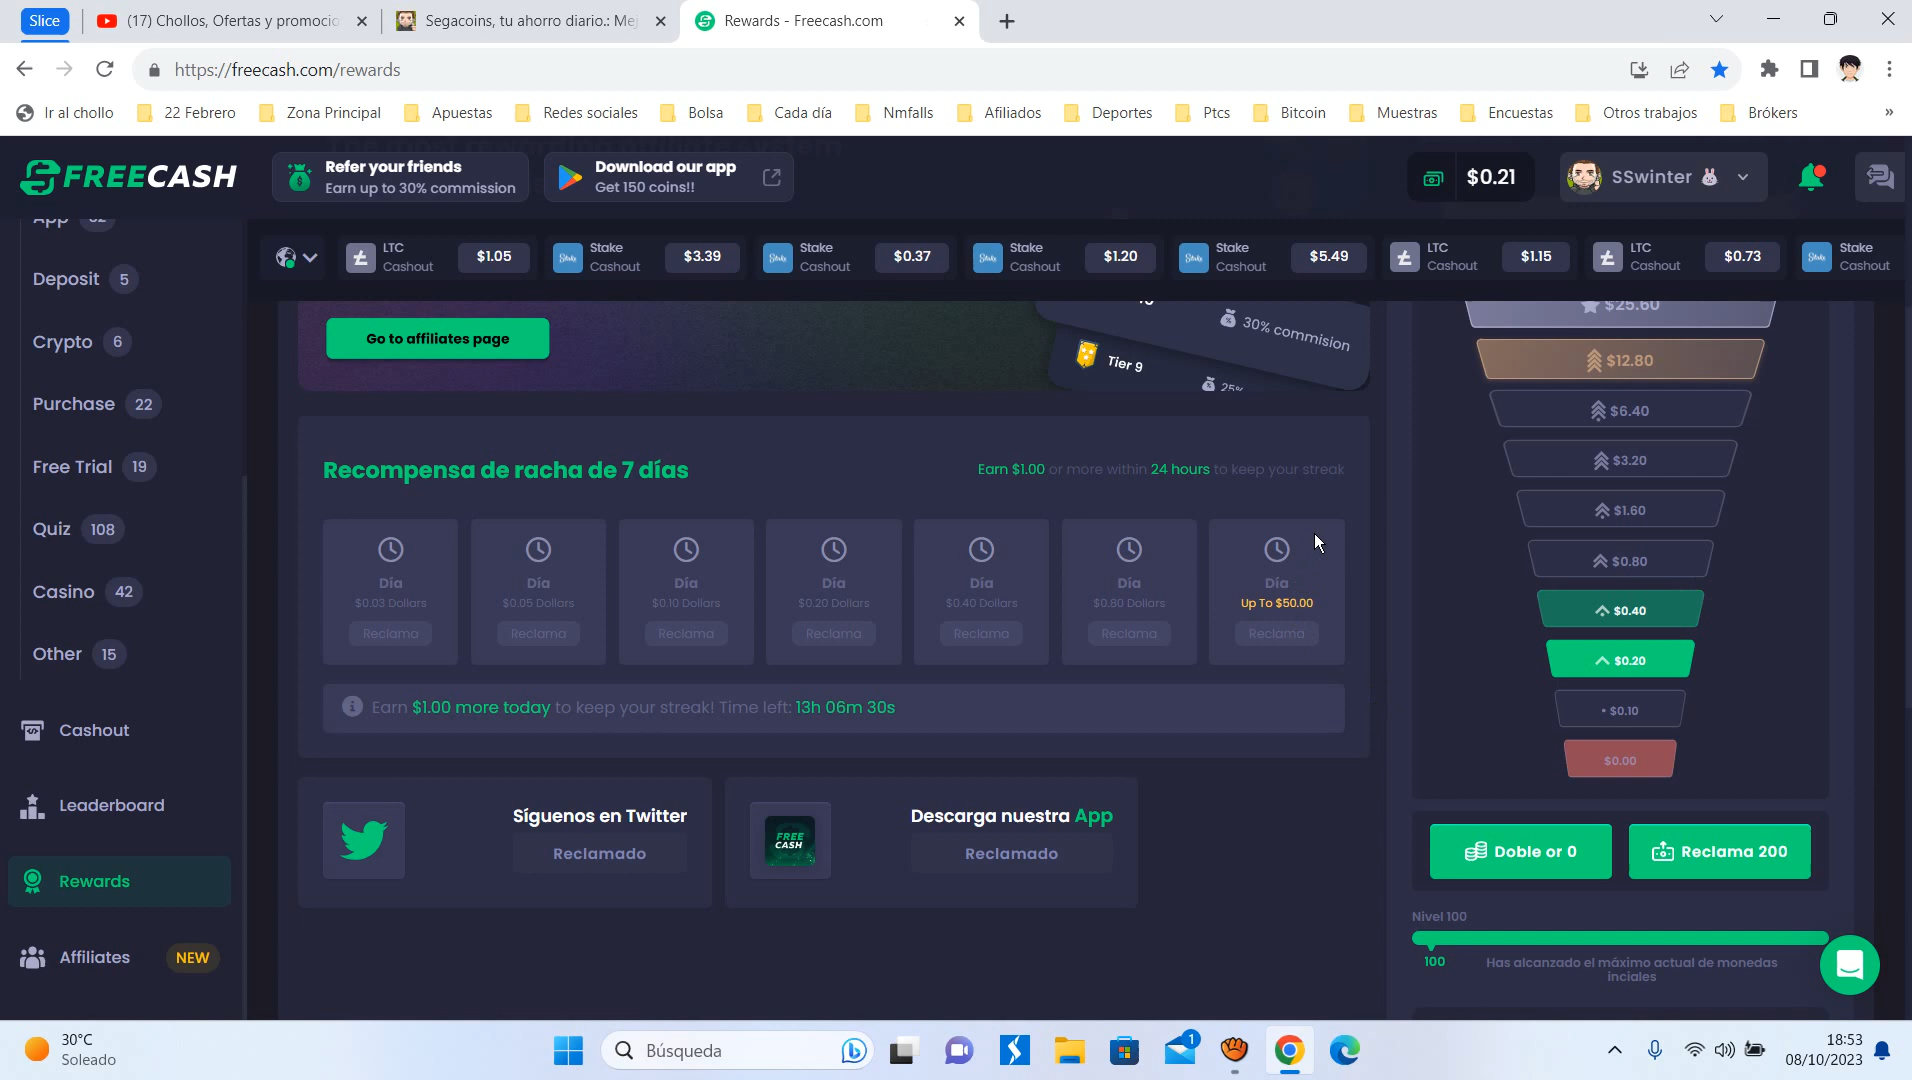 Slice
(17) Chollos, Ofertas y promocio
Segacoins, tu ahorro diario.: Mej
Rewards - Freecash.com
https://freecash.com/rewards
Ir al chollo
22 Febrero
Zona Principal
Apuestas
Redes sociales
Bolsa
Cada día
Nmfalls
Afiliados
Deportes
Ptcs
Bitcoin
Muestras
Encuestas
Otros trabajos
Brókers
»
FREECASH
Refer your friends
Earn up to 30% commission
Download our app
Get 150 coins!!
$0.21
SSwinter
App 62
Deposit 5
Crypto 6
Purchase 22
Free Trial 19
Quiz 108
Casino 42
Other 15
Cashout
Leaderboard
Rewards
Affiliates NEW
LTC
Cashout
$1.05
Stake
Cashout
$3.39
Stake
Cashout
$0.37
Stake
Cashout
$1.20
Stake
Cashout
$5.49
LTC
Cashout
$1.15
LTC
Cashout
$0.73
Stake
Cashout
Go to affiliates page
30% commision
Tier 9
25%
Recompensa de racha de 7 días
Earn $1.00 or more within 24 hours to keep your streak
Día
$0.03 Dollars
Reclama
Día
$0.05 Dollars
Reclama
Día
$0.10 Dollars
Reclama
Día
$0.20 Dollars
Reclama
Día
$0.40 Dollars
Reclama
Día
$0.80 Dollars
Reclama
Día
Up To $50.00
Reclama
Earn $1.00 more today to keep your streak! Time left: 13h 06m 30s
Síguenos en Twitter
Reclamado
FREE
CASH
Descarga nuestra App
Reclamado
$25.60
$12.80
$6.40
$3.20
$1.60
$0.80
$0.40
$0.20
• $0.10
$0.00
Doble or 0
Reclama 200
Nivel 100
100
Has alcanzado el máximo actual de monedas
inciales
30°C
Soleado
Búsqueda
1
18:53
08/10/2023